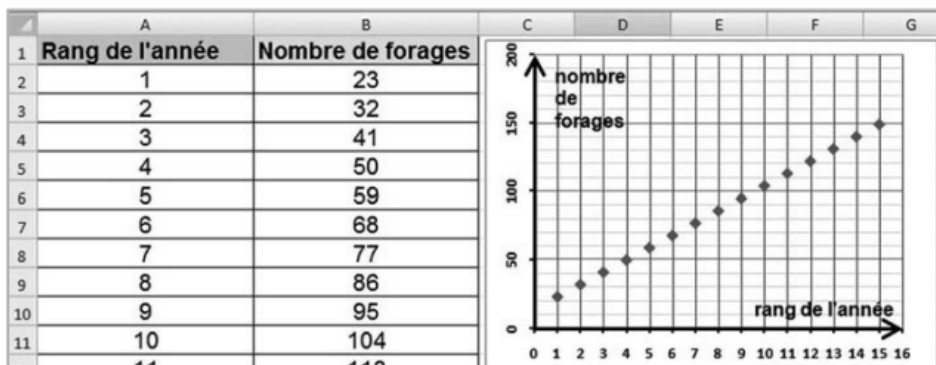 A B C D E F G
1 Rang de l'année Nombre de forages
2 1 23
3 2 32
4 3 41
5 4 50
6 5 59
7 6 68
8 7 77
9 8 86
10 9 95
11 10 104
200
150
100
50
0
nombre
de
forages
rang de l'année
0 1 2 3 4 5 6 7 8 9 10 11 12 13 14 15 16